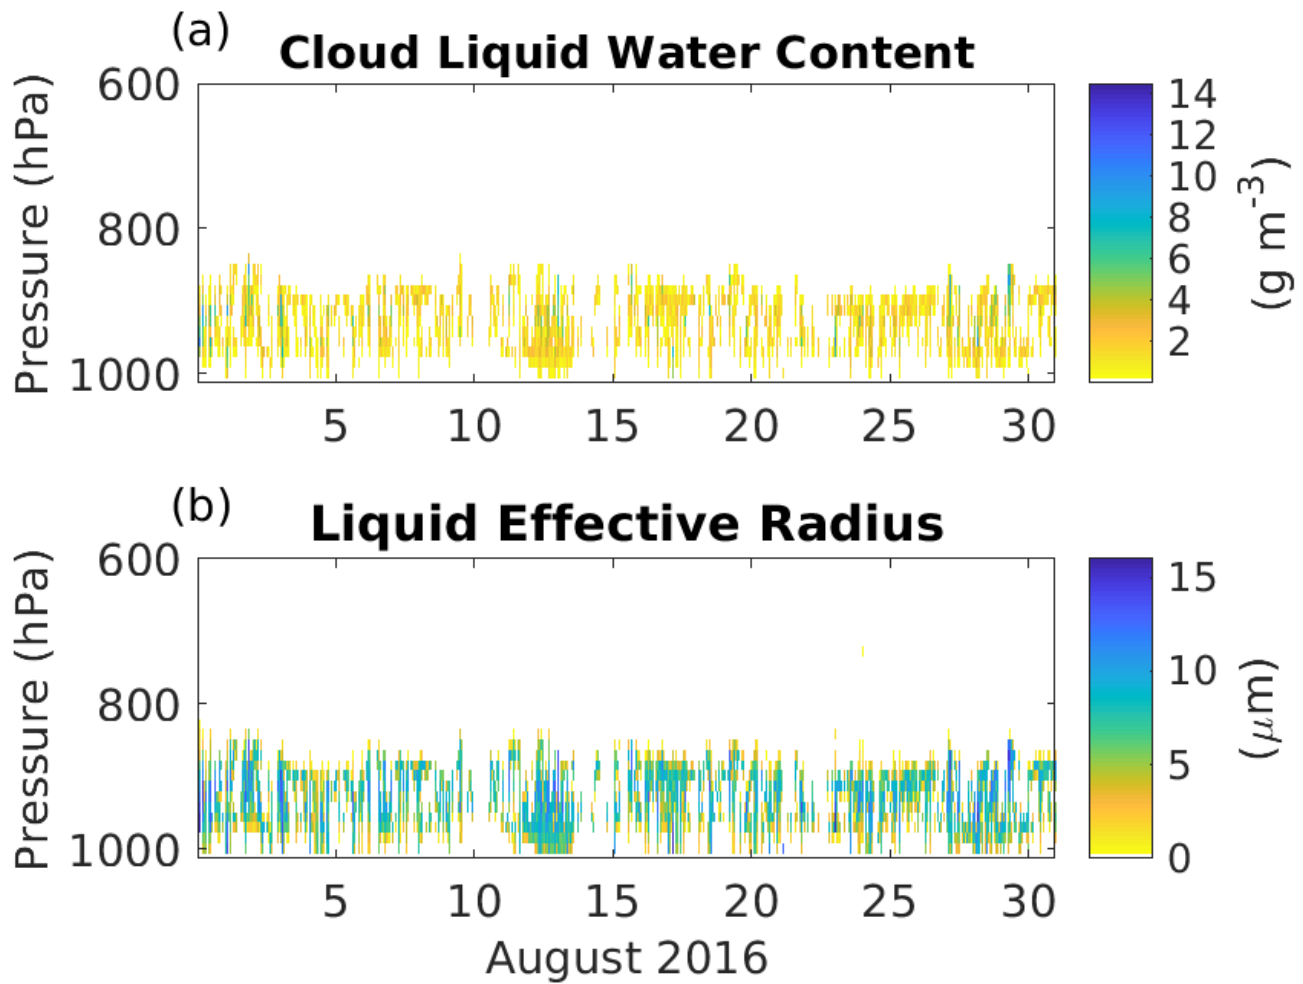 (a)
Cloud Liquid Water Content
Pressure (hPa)
600
800
1000
5 10 15 20 25 30
14
12
10
8
6
4
2
(g m-3)
(b)
Liquid Effective Radius
Pressure (hPa)
600
800
1000
5 10 15 20 25 30
August 2016
15
10
5
0
(μm)